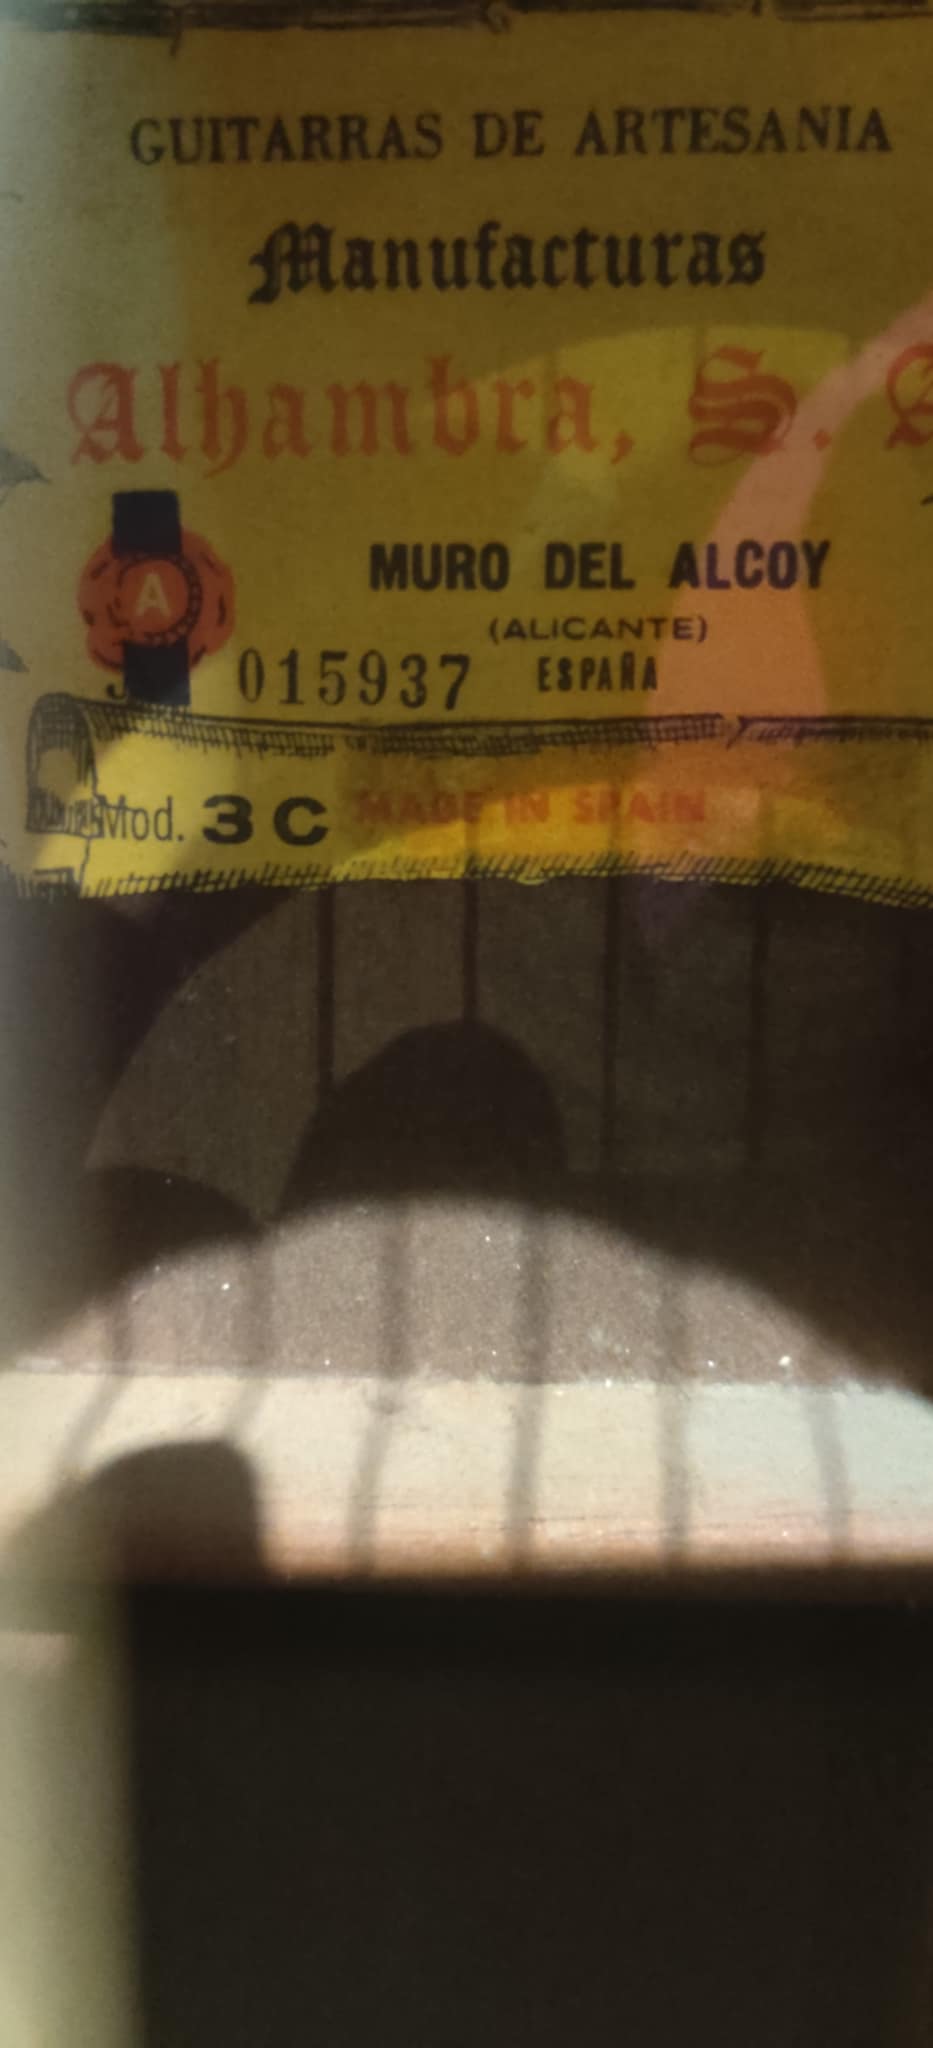 GUITARRAS DE ARTESANIA
Manufacturas
Alhambra, S. A
A
MURO DEL ALCOY
(ALICANTE)
015937 ESPAÑA
Mod. 3 C MADE IN SPAIN